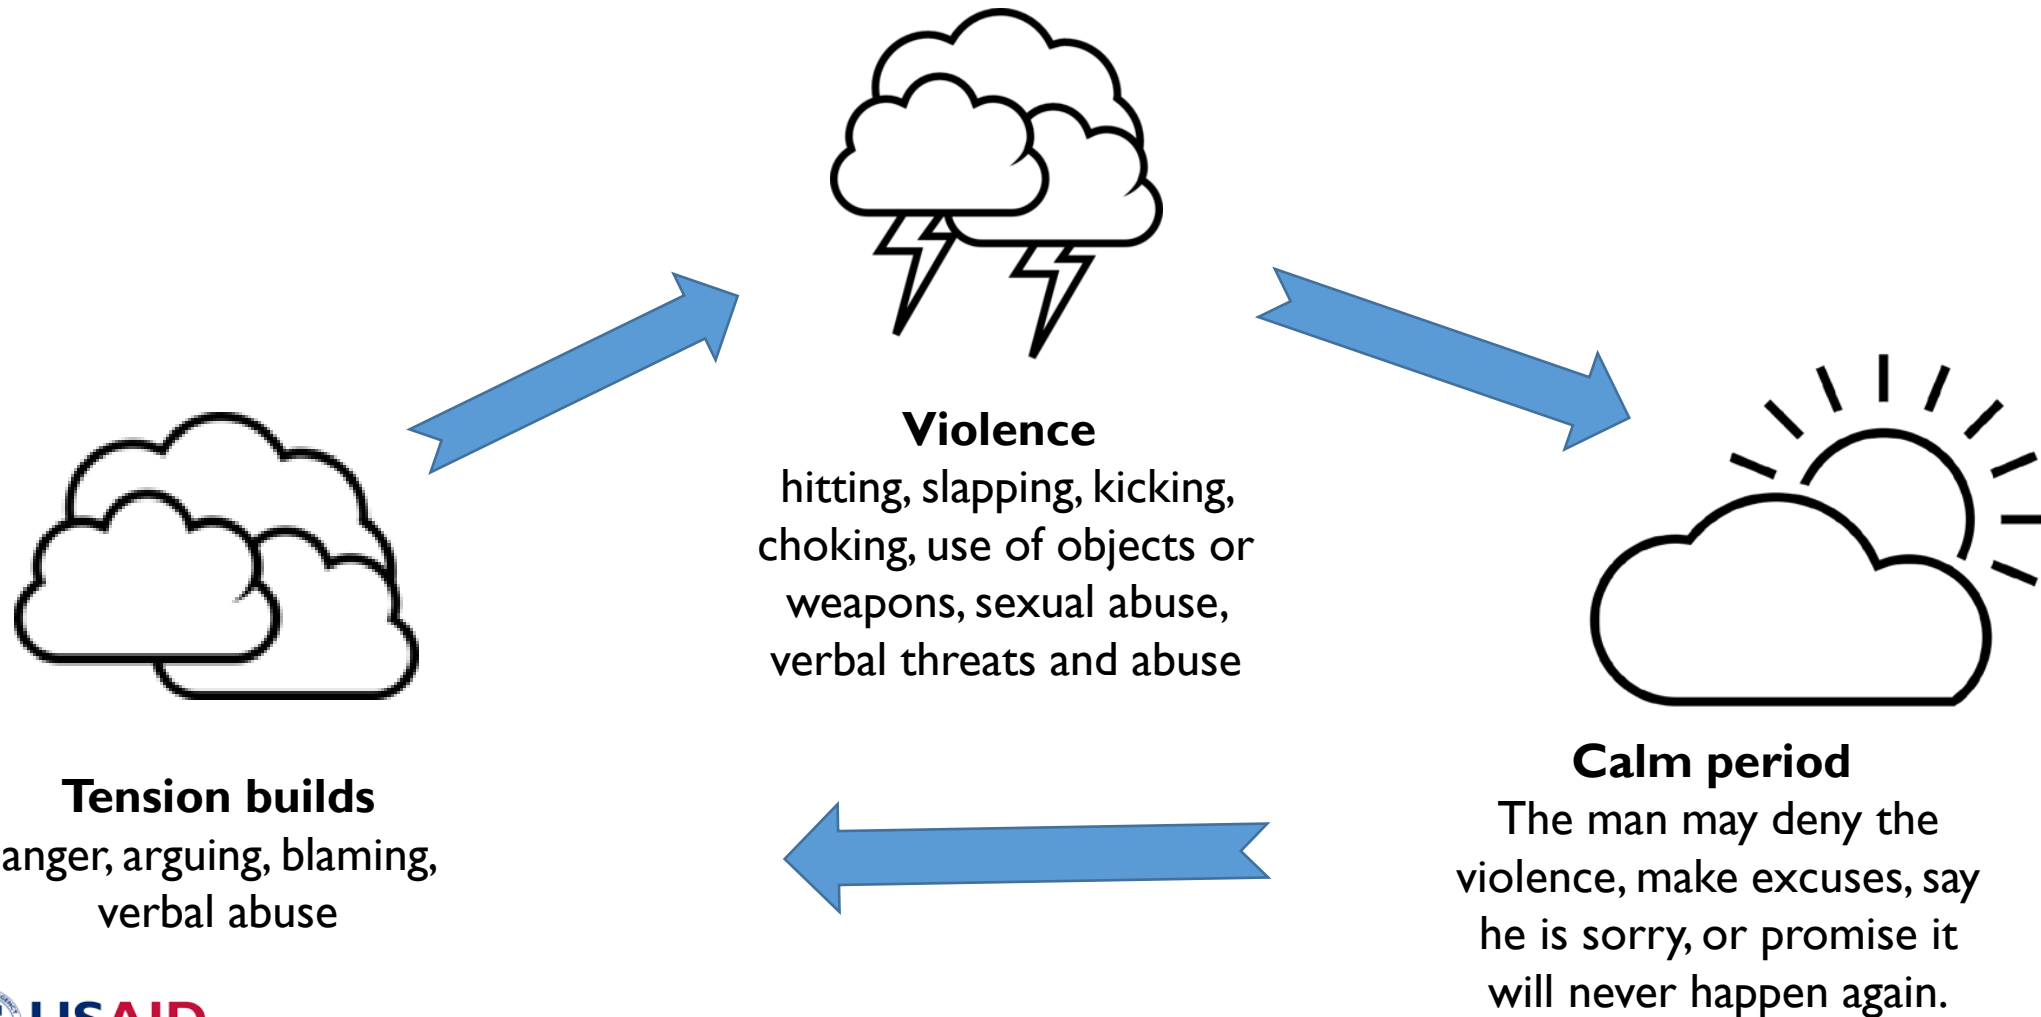 Violence
hitting, slapping, kicking,
choking, use of objects or
weapons, sexual abuse,
verbal threats and abuse
Tension builds
anger, arguing, blaming,
verbal abuse
Calm period
The man may deny the
violence, make excuses, say
he is sorry, or promise it
will never happen again.
USAID